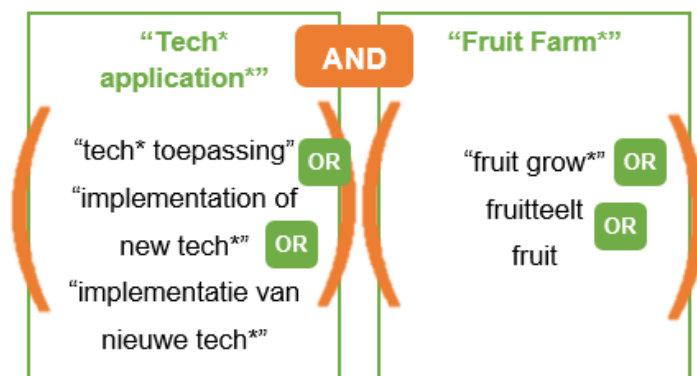 “Tech*
application*”
AND
“Fruit Farm*”
“tech* toepassing” OR
“implementation of
new tech*” OR
“implementatie van
nieuwe tech*”
“fruit grow*” OR
fruitteelt OR
fruit